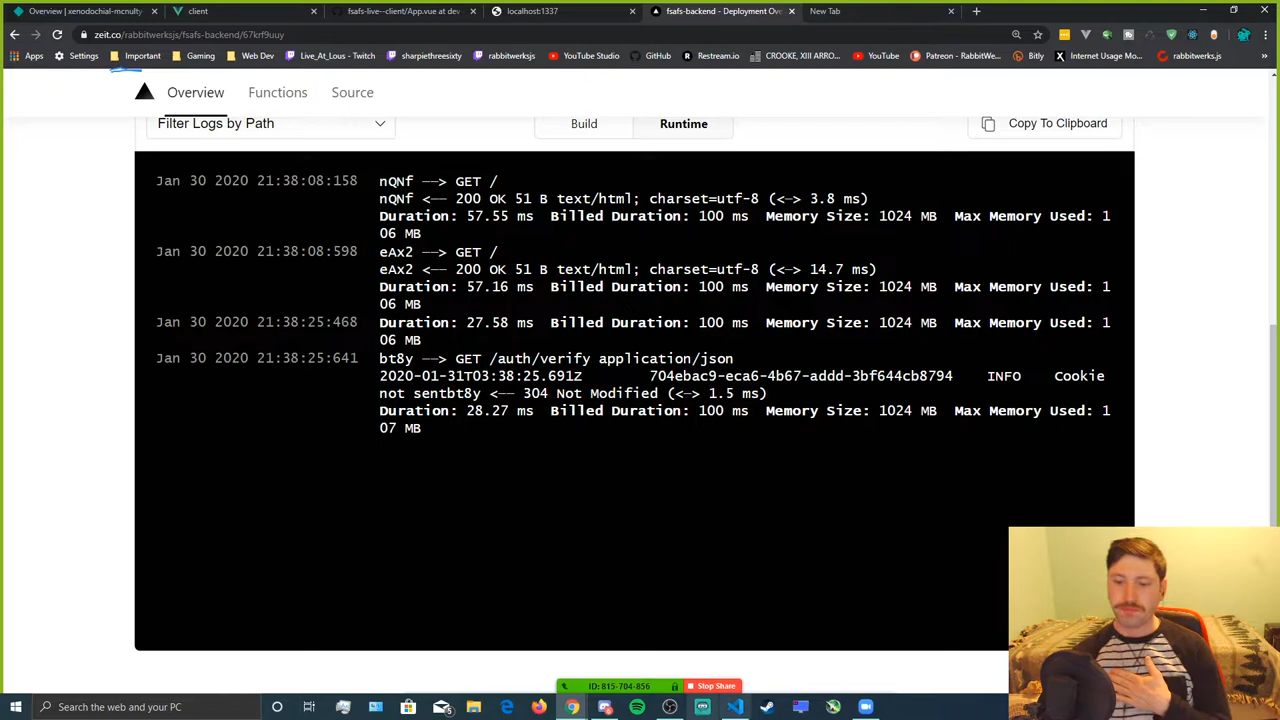 Overview | xenodochial-mcnulty
client
fsafs-live--client/App.vue at dev
localhost:1337
fsafs-backend - Deployment Ove
New Tab
zeit.co/rabbitwerksjs/fsafs-backend/67krf9uuy
Apps
Settings
Important
Gaming
Web Dev
Live_At_Lous - Twitch
sharpiethreesixty
rabbitwerksjs
YouTube Studio
GitHub
Restream.io
CROOKE, XIII ARRO...
YouTube
Patreon - RabbitWe...
Bitly
Internet Usage Mo...
rabbitwerks.js
Overview
Functions
Source
Filter Logs by Path
Build
Runtime
Copy To Clipboard
Jan 30 2020 21:38:08:158 nQNf —-> GET /
nQNf <—- 200 OK 51 B text/html; charset=utf-8 (<-> 3.8 ms)
Duration: 57.55 ms Billed Duration: 100 ms Memory Size: 1024 MB Max Memory Used: 1
06 MB
Jan 30 2020 21:38:08:598 eAx2 —-> GET /
eAx2 <—- 200 OK 51 B text/html; charset=utf-8 (<-> 14.7 ms)
Duration: 57.16 ms Billed Duration: 100 ms Memory Size: 1024 MB Max Memory Used: 1
06 MB
Jan 30 2020 21:38:25:468 Duration: 27.58 ms Billed Duration: 100 ms Memory Size: 1024 MB Max Memory Used: 1
06 MB
Jan 30 2020 21:38:25:641 bt8y —-> GET /auth/verify application/json
2020-01-31T03:38:25.691Z 704ebac9-eca6-4b67-addd-3bf644cb8794 INFO Cookie
not sentbt8y <—- 304 Not Modified (<-> 1.5 ms)
Duration: 28.27 ms Billed Duration: 100 ms Memory Size: 1024 MB Max Memory Used: 1
07 MB
ID: 815-704-856
Stop Share
Search the web and your PC